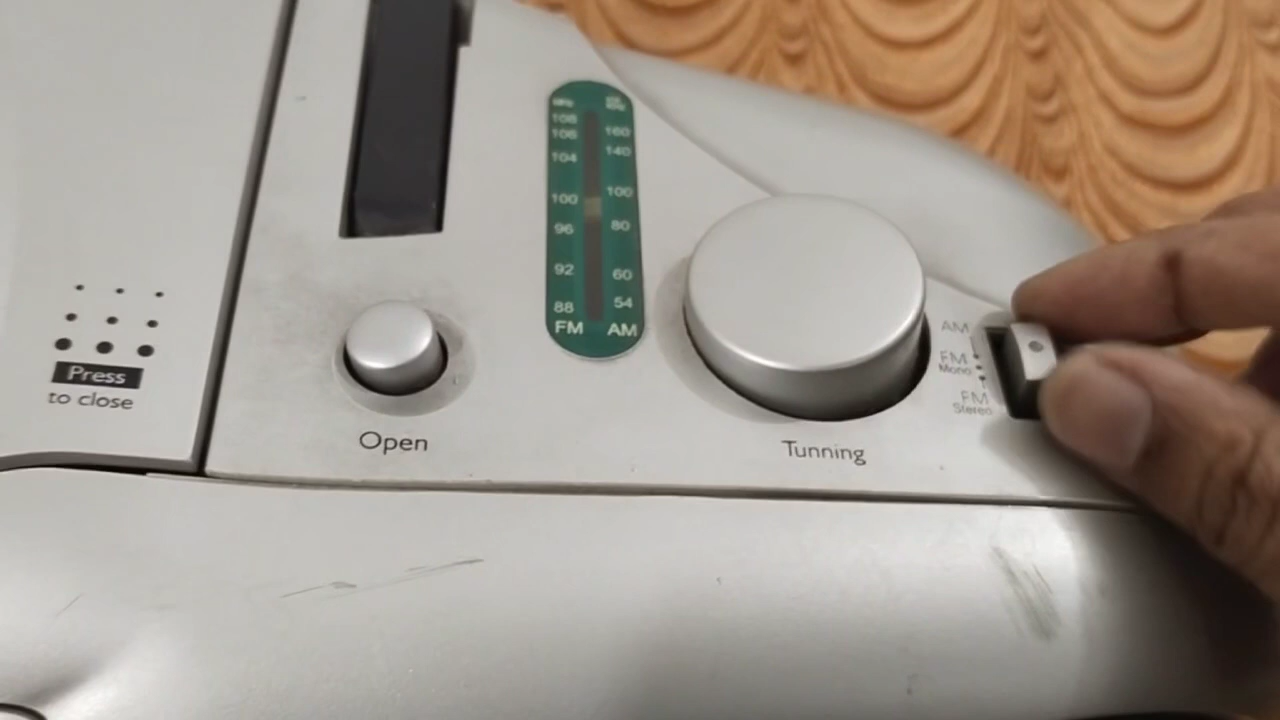 MHz
108
106
104
100
96
92
88
FM
160
140
100
80
60
54
AM
Press
to close
Open
Tunning
AM
FM
Mono
FM
Stereo